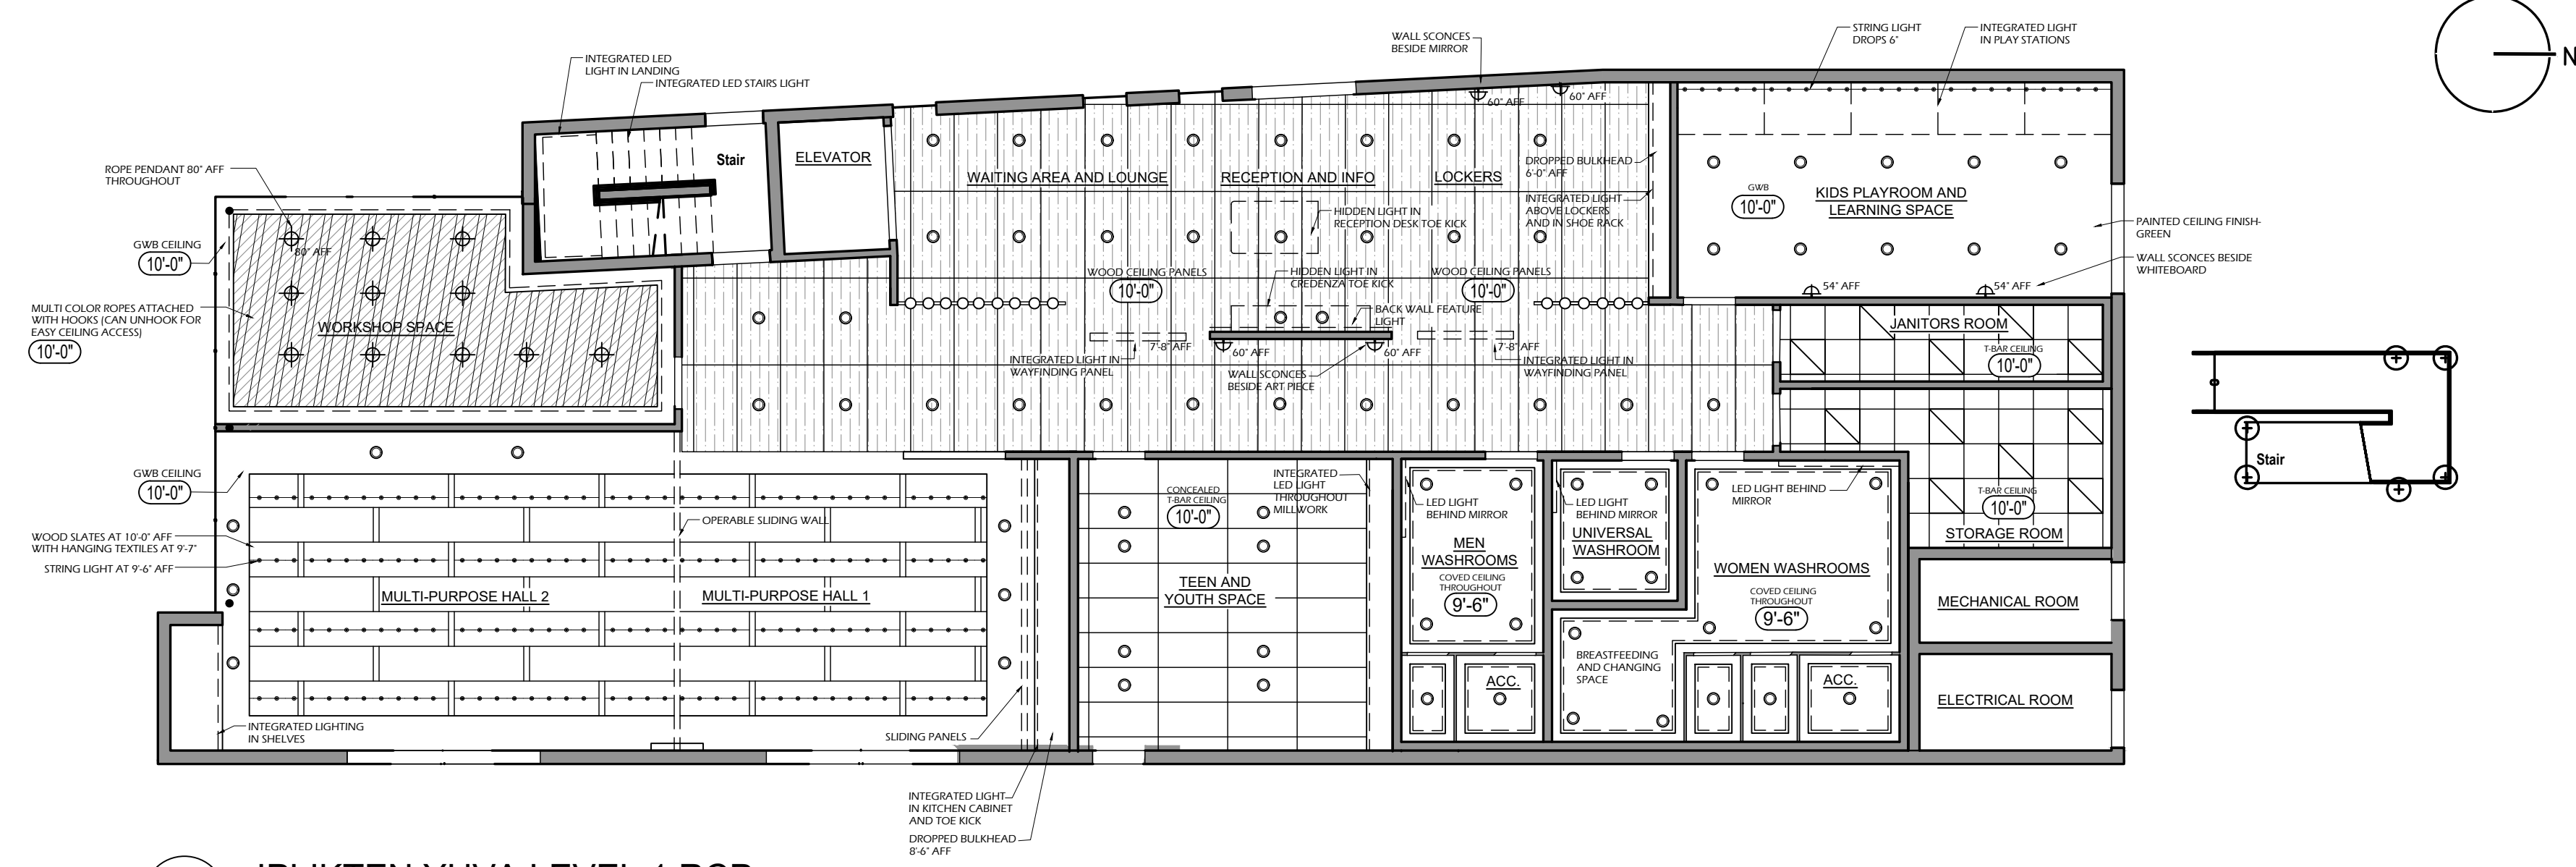 INTEGRATED LED
LIGHT IN LANDING
INTEGRATED LED STAIRS LIGHT
WALL SCONCES
BESIDE MIRROR
STRING LIGHT
DROPS 6"
INTEGRATED LIGHT
IN PLAY STATIONS
N
60" AFF
60" AFF
ROPE PENDANT 80" AFF
THROUGHOUT
Stair
ELEVATOR
WAITING AREA AND LOUNGE
RECEPTION AND INFO
LOCKERS
DROPPED BULKHEAD
6'-0" AFF
INTEGRATED LIGHT
ABOVE LOCKERS
AND IN SHOE RACK
GWB
10'-0"
KIDS PLAYROOM AND
LEARNING SPACE
PAINTED CEILING FINISH-
GREEN
WALL SCONCES BESIDE
WHITEBOARD
HIDDEN LIGHT IN
RECEPTION DESK TOE KICK
GWB CEILING
10'-0"
80" AFF
MULTI COLOR ROPES ATTACHED
WITH HOOKS (CAN UNHOOK FOR
EASY CEILING ACCESS)
10'-0"
WORKSHOP SPACE
WOOD CEILING PANELS
10'-0"
HIDDEN LIGHT IN
CREDENZA TOE KICK
WOOD CEILING PANELS
10'-0"
54" AFF
54" AFF
BACK WALL FEATURE
LIGHT
7'-8" AFF
INTEGRATED LIGHT IN
WAYFINDING PANEL
60" AFF
60" AFF
WALL SCONCES
BESIDE ART PIECE
7'-8" AFF
INTEGRATED LIGHT IN
WAYFINDING PANEL
JANITORS ROOM
T-BAR CEILING
10'-0"
Stair
GWB CEILING
10'-0"
CONCEALED
T-BAR CEILING
10'-0"
INTEGRATED
LED LIGHT
THROUGHOUT
MILLWORK
LED LIGHT
BEHIND MIRROR
LED LIGHT
BEHIND MIRROR
LED LIGHT BEHIND
MIRROR
T-BAR CEILING
10'-0"
STORAGE ROOM
OPERABLE SLIDING WALL
WOOD SLATES AT 10'-0" AFF
WITH HANGING TEXTILES AT 9'-7"
STRING LIGHT AT 9'-6" AFF
MEN
WASHROOMS
COVED CEILING
THROUGHOUT
9'-6"
UNIVERSAL
WASHROOM
WOMEN WASHROOMS
COVED CEILING
THROUGHOUT
9'-6"
MULTI-PURPOSE HALL 2
MULTI-PURPOSE HALL 1
TEEN AND
YOUTH SPACE
MECHANICAL ROOM
BREASTFEEDING
AND CHANGING
SPACE
ACC.
ACC.
ELECTRICAL ROOM
INTEGRATED LIGHTING
IN SHELVES
SLIDING PANELS
INTEGRATED LIGHT
IN KITCHEN CABINET
AND TOE KICK
DROPPED BULKHEAD
8'-6" AFF